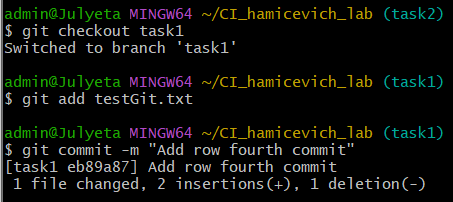 admin@Julyeta MINGW64 ~/CI_hamicevich_lab (task2)
$ git checkout task1
Switched to branch 'task1'
admin@Julyeta MINGW64 ~/CI_hamicevich_lab (task1)
$ git add testGit.txt
admin@Julyeta MINGW64 ~/CI_hamicevich_lab (task1)
$ git commit -m "Add row fourth commit"
[task1 eb89a87] Add row fourth commit
 1 file changed, 2 insertions(+), 1 deletion(-)